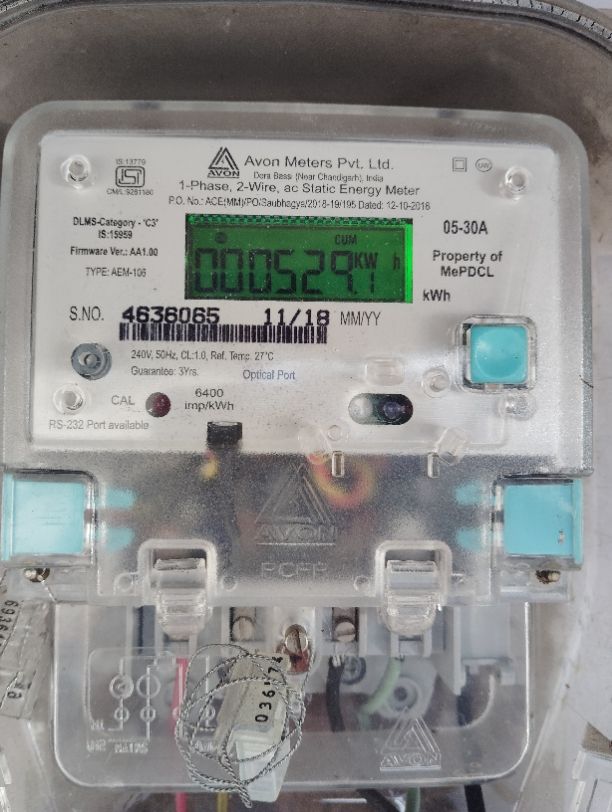 IS:13779
CM/L:9281180
AVON
Avon Meters Pvt. Ltd.
Dera Bassi (Near Chandigarh), India
1-Phase, 2-Wire, ac Static Energy Meter
P.O. No.: ACE(MM)/PO/Saubhagya/2018-19/195 Dated: 12-10-2018
DLMS-Category - 'C3'
IS:15959
Firmware Ver.: AA1.00
TYPE: AEM-106
CUM
000529.1 KW h
05-30A
Property of
MePDCL
kWh
S.NO. 4636065 11/18 MM/YY
240V, 50Hz, CL:1.0, Ref. Temp. 27°C
Guarantee: 3Yrs.
Optical Port
CAL
6400
imp/kWh
RS-232 Port available
AVON
AVON